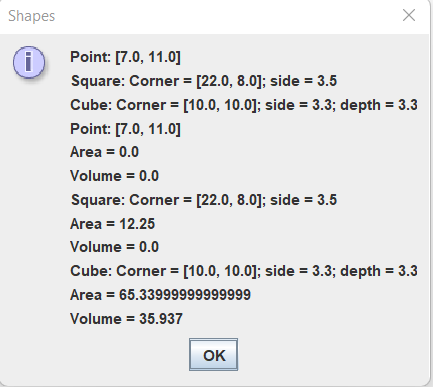 Shapes
Point: [7.0, 11.0]
Square: Corner = [22.0, 8.0]; side = 3.5
Cube: Corner = [10.0, 10.0]; side = 3.3; depth = 3.3
Point: [7.0, 11.0]
Area = 0.0
Volume = 0.0
Square: Corner = [22.0, 8.0]; side = 3.5
Area = 12.25
Volume = 0.0
Cube: Corner = [10.0, 10.0]; side = 3.3; depth = 3.3
Area = 65.33999999999999
Volume = 35.937
OK